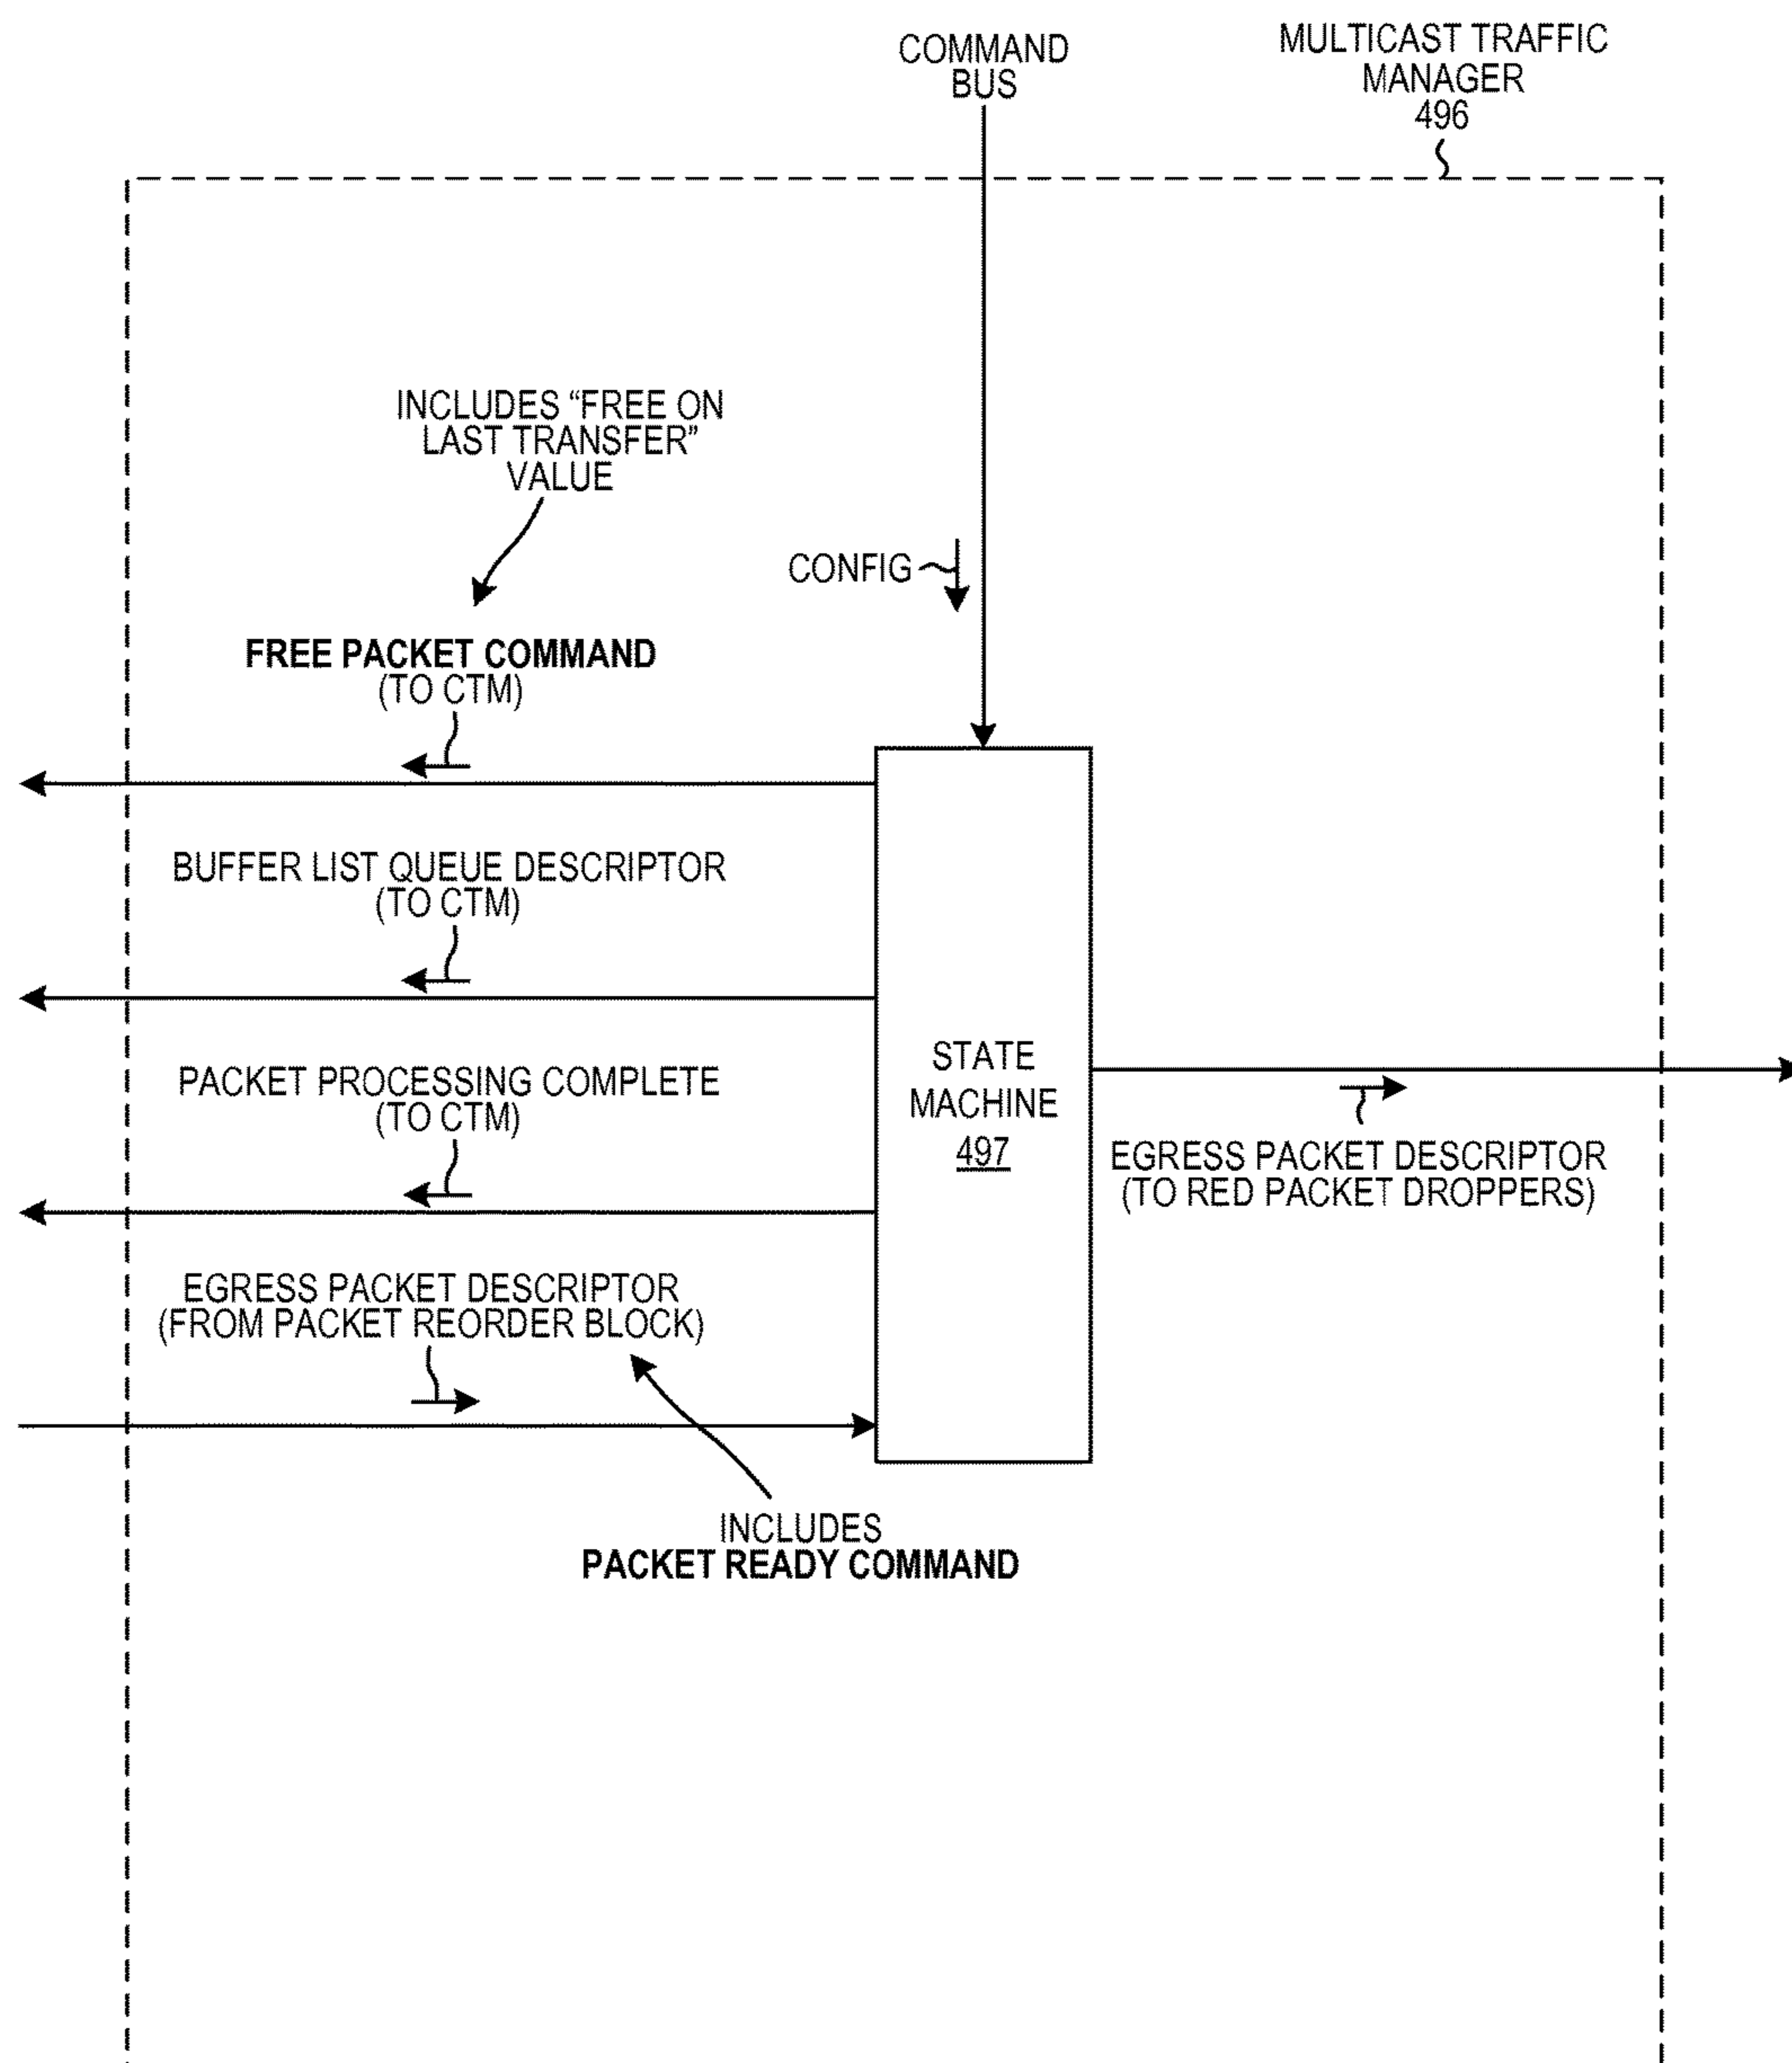 COMMAND
BUS
MULTICAST TRAFFIC
MANAGER
496
INCLUDES “FREE ON
LAST TRANSFER”
VALUE
CONFIG
FREE PACKET COMMAND
(TO CTM)
BUFFER LIST QUEUE DESCRIPTOR
(TO CTM)
PACKET PROCESSING COMPLETE
(TO CTM)
STATE
MACHINE
497
EGRESS PACKET DESCRIPTOR
(TO RED PACKET DROPPERS)
EGRESS PACKET DESCRIPTOR
(FROM PACKET REORDER BLOCK)
INCLUDES
PACKET READY COMMAND